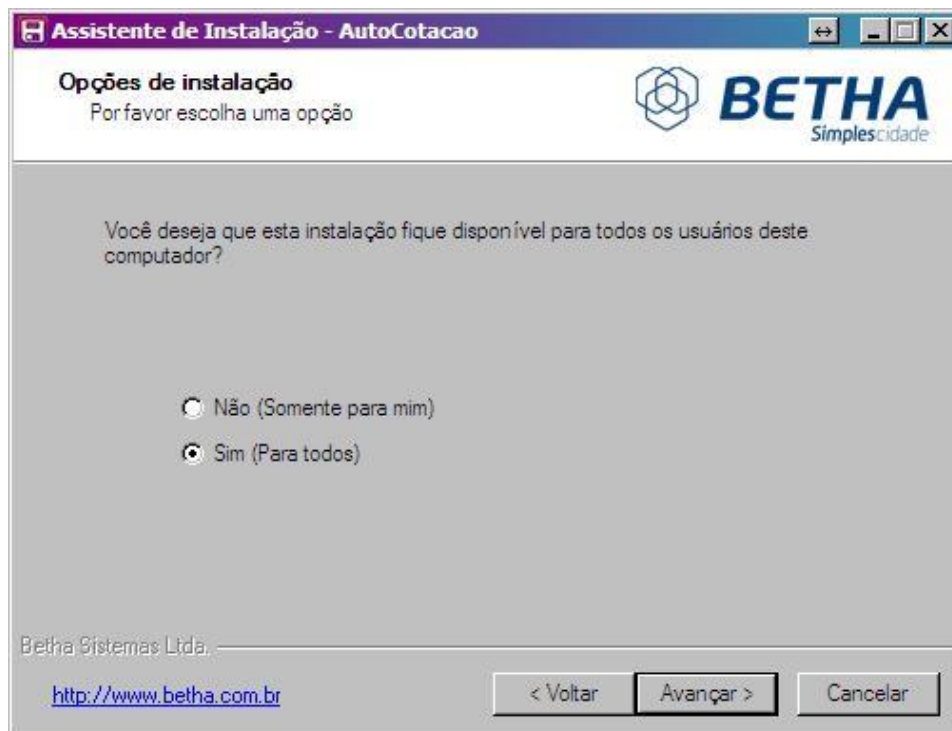 Assistente de Instalação - AutoCotacao
Opções de instalação
Por favor escolha uma opção
BETHA
Simplescidade
Você deseja que esta instalação fique disponível para todos os usuários deste
computador?
Não (Somente para mim)
Sim (Para todos)
Betha Sistemas Ltda.
http://www.betha.com.br
< Voltar
Avançar >
Cancelar